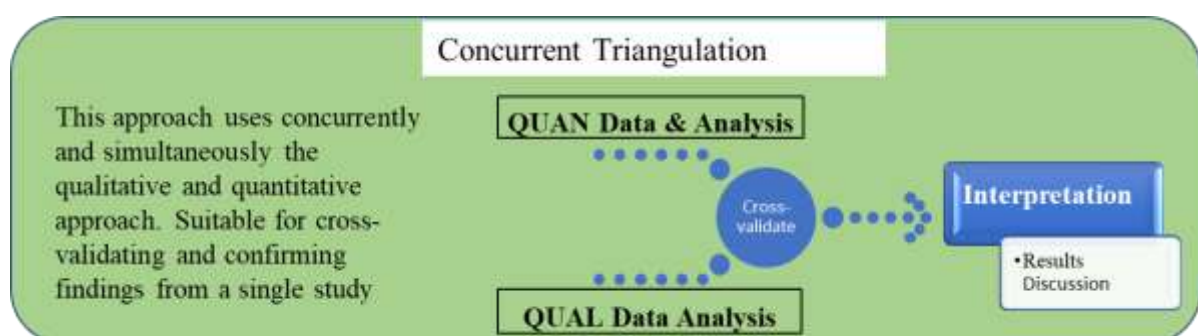 Concurrent Triangulation
This approach uses concurrently
and simultaneously the
qualitative and quantitative
approach. Suitable for cross-
validating and confirming
findings from a single study
QUAN Data & Analysis
Cross-
validate
QUAL Data Analysis
Interpretation
•Results
Discussion